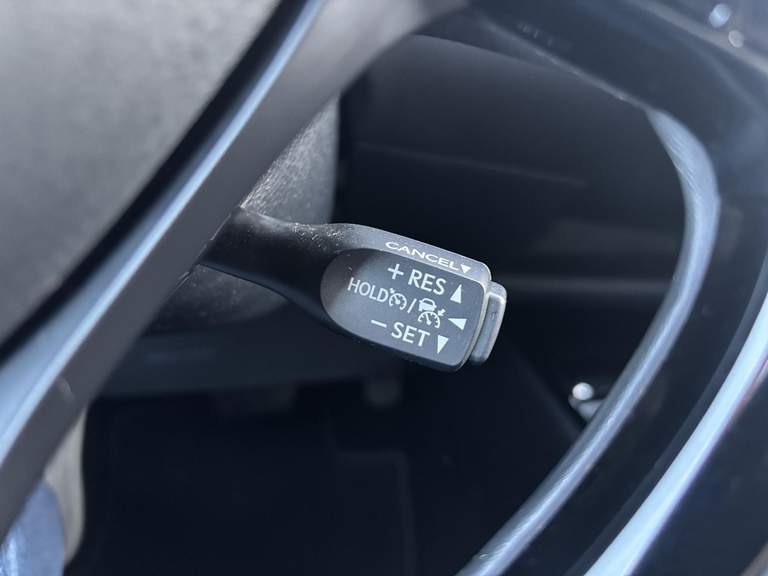 CANCEL▼
+ RES ▲
HOLD / ◀
− SET ▼